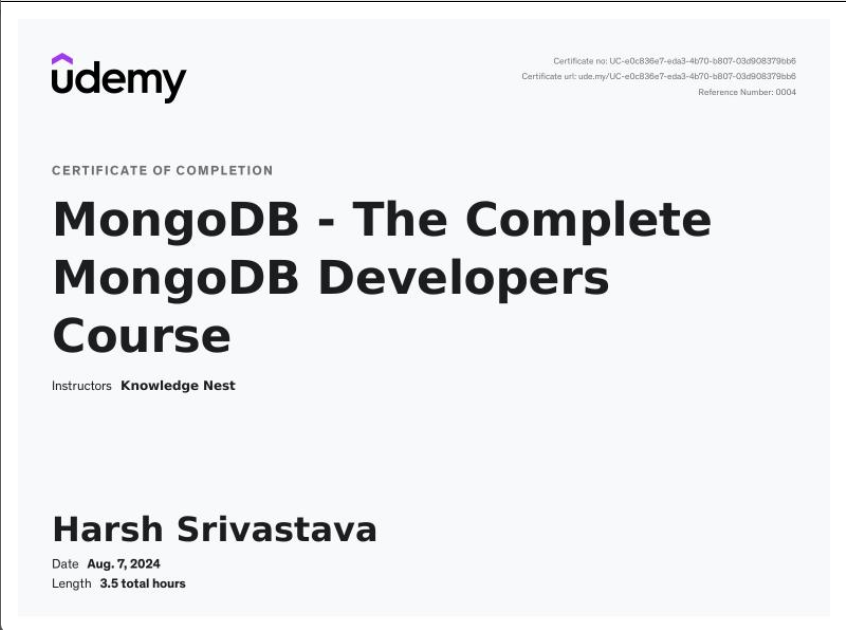 udemy
Certificate no: UC-e0c836e7-eda3-4b70-b807-03d908379bb6
Certificate url: ude.my/UC-e0c836e7-eda3-4b70-b807-03d908379bb6
Reference Number: 0004
CERTIFICATE OF COMPLETION
MongoDB - The Complete
MongoDB Developers
Course
Instructors Knowledge Nest
Harsh Srivastava
Date Aug. 7, 2024
Length 3.5 total hours